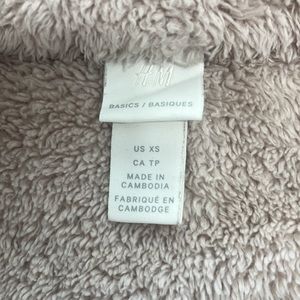 H&M
BASICS / BASIQUES
US XS
CA TP
MADE IN
CAMBODIA
FABRIQUÉ EN
CAMBODGE